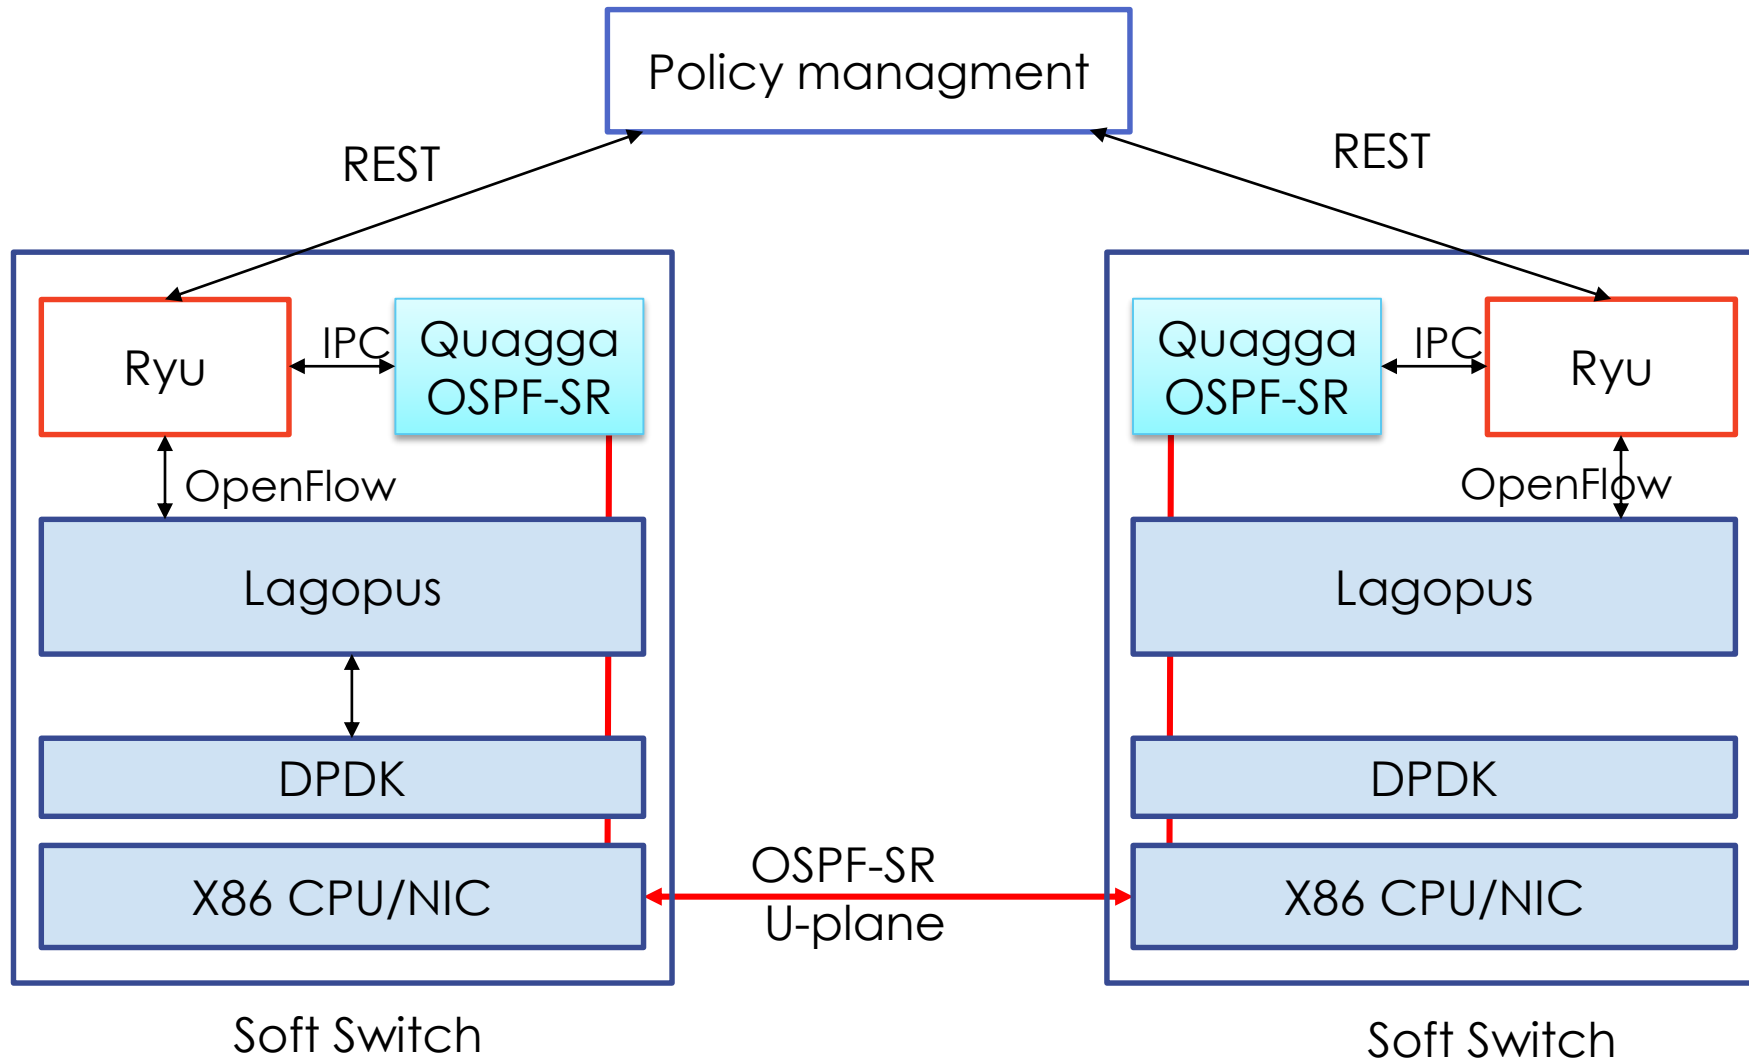 Policy managment
REST
REST
Ryu
IPC
Quagga
OSPF-SR
Quagga
OSPF-SR
IPC
Ryu
OpenFlow
OpenFlow
Lagopus
Lagopus
DPDK
DPDK
X86 CPU/NIC
OSPF-SR
U-plane
X86 CPU/NIC
Soft Switch
Soft Switch